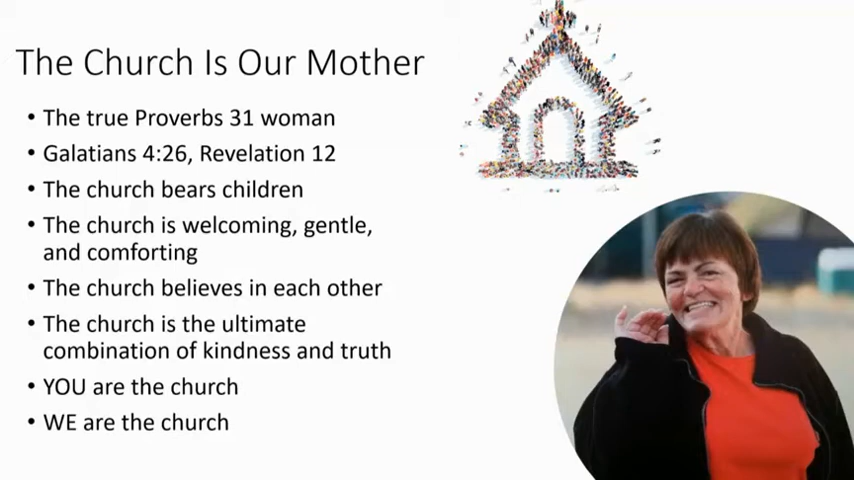 The Church Is Our Mother
• The true Proverbs 31 woman
• Galatians 4:26, Revelation 12
• The church bears children
• The church is welcoming, gentle,
and comforting
• The church believes in each other
• The church is the ultimate
combination of kindness and truth
• YOU are the church
• WE are the church